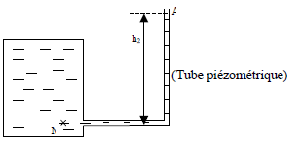 A
h₂
(Tube piézométrique)